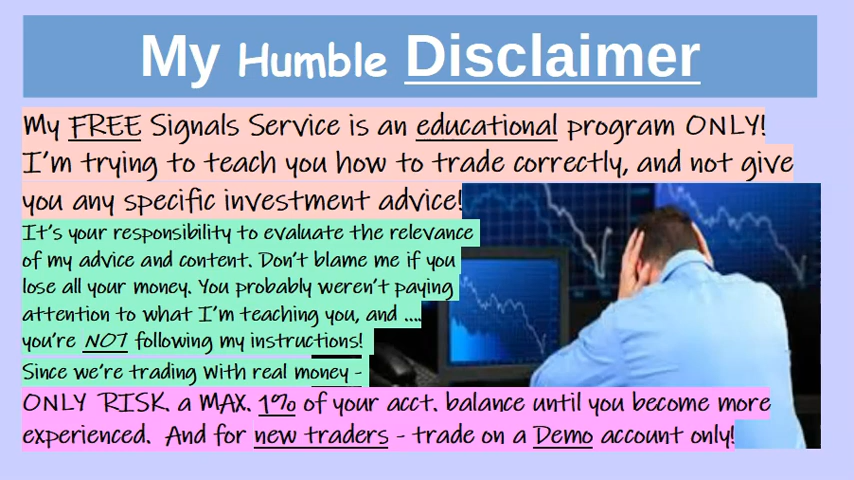 My Humble Disclaimer
My FREE Signals Service is an educational program ONLY!
I'm trying to teach you how to trade correctly, and not give
you any specific investment advice!
It's your responsibility to evaluate the relevance
of my advice and content. Don't blame me if you
lose all your money. You probably weren't paying
attention to what I'm teaching you, and ....
you're NOT following my instructions!
Since we're trading with real money -
ONLY RISK a MAX. 1% of your acct. balance until you become more
experienced. And for new traders - trade on a Demo account only!